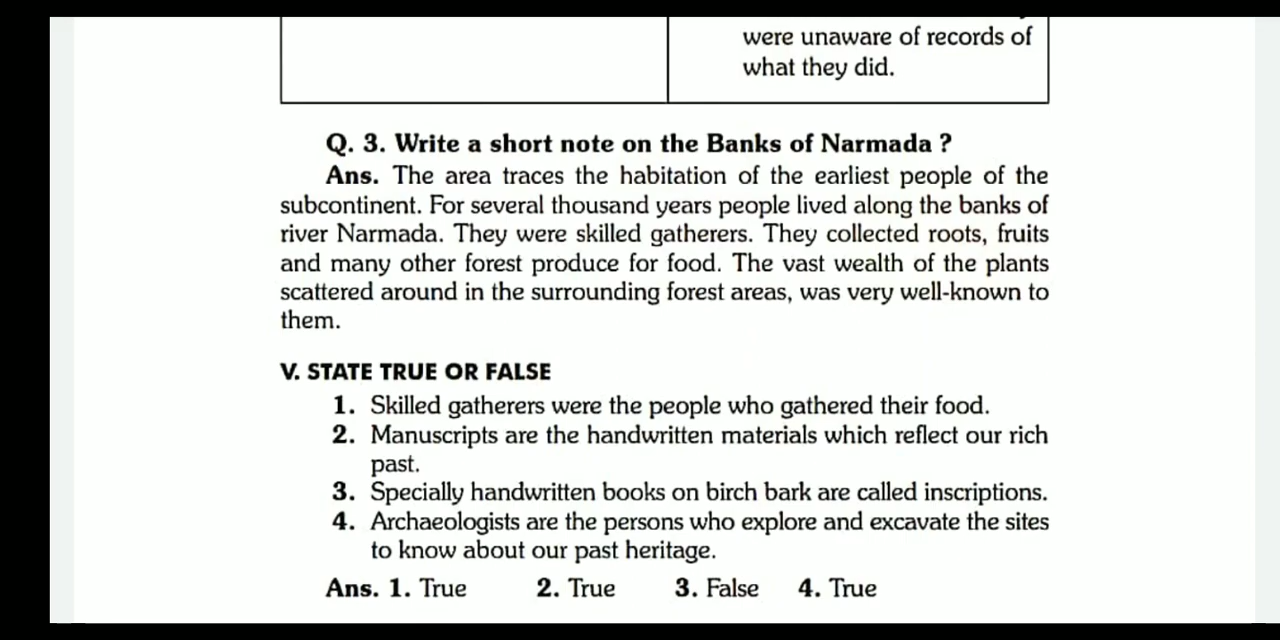 were unaware of records of
what they did.
Q. 3. Write a short note on the Banks of Narmada ?
Ans. The area traces the habitation of the earliest people of the
subcontinent. For several thousand years people lived along the banks of
river Narmada. They were skilled gatherers. They collected roots, fruits
and many other forest produce for food. The vast wealth of the plants
scattered around in the surrounding forest areas, was very well-known to
them.
V. STATE TRUE OR FALSE
1. Skilled gatherers were the people who gathered their food.
2. Manuscripts are the handwritten materials which reflect our rich
past.
3. Specially handwritten books on birch bark are called inscriptions.
4. Archaeologists are the persons who explore and excavate the sites
to know about our past heritage.
Ans. 1. True 2. True 3. False 4. True